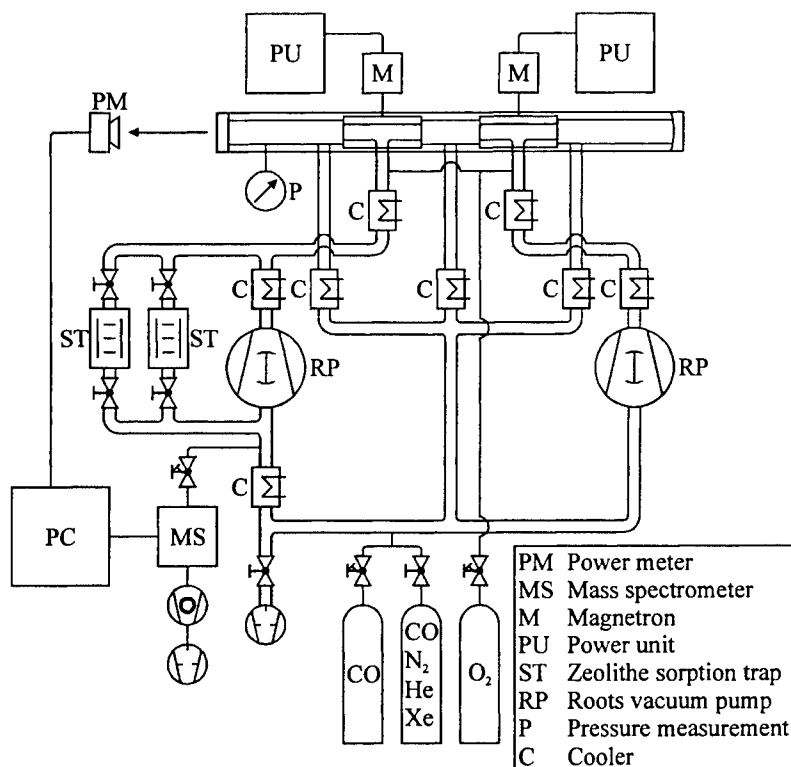 PU
M
M
PU
PM
P
C
C
C
C
C
C
C
ST
ST
RP
RP
C
PC
MS
CO
CO
N₂
He
Xe
O₂
PM Power meter
MS Mass spectrometer
M Magnetron
PU Power unit
ST Zeolithe sorption trap
RP Roots vacuum pump
P Pressure measurement
C Cooler